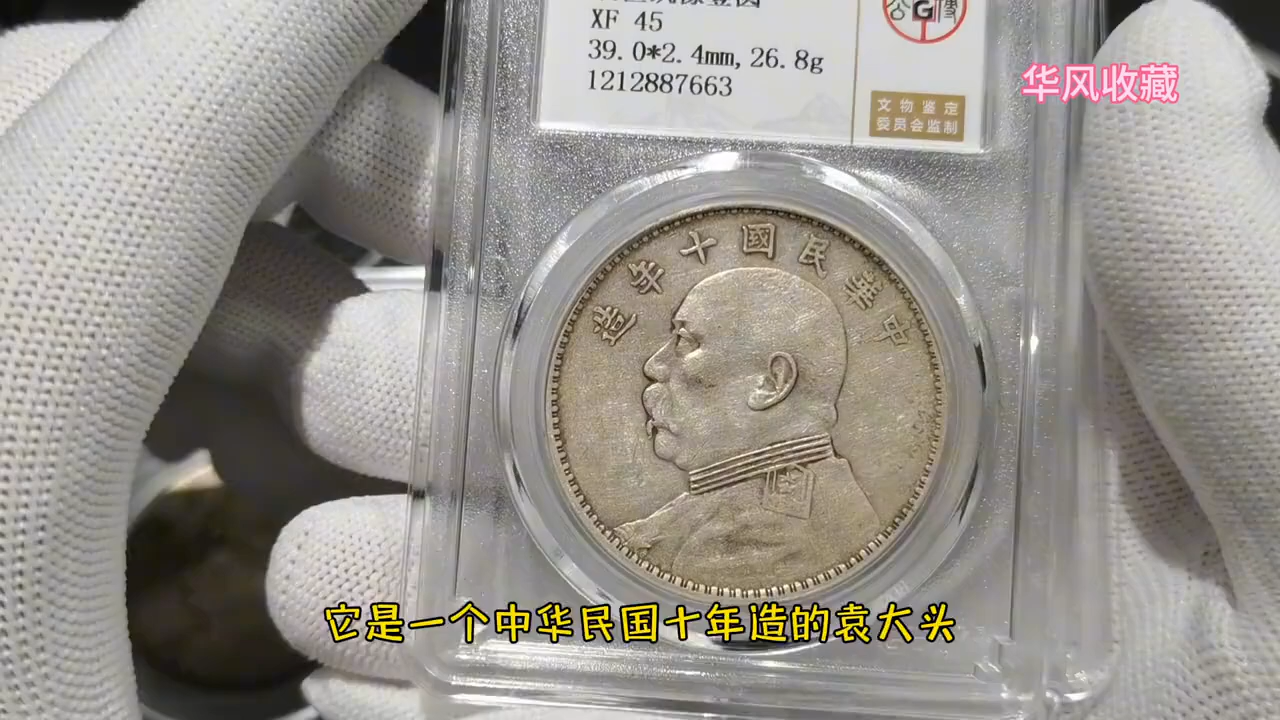 XF 45
39.0*2.4mm, 26.8g
1212887663
G
文物鉴定
委员会监制
华风收藏
造年十國民華中
它是一个中华民国十年造的袁大头